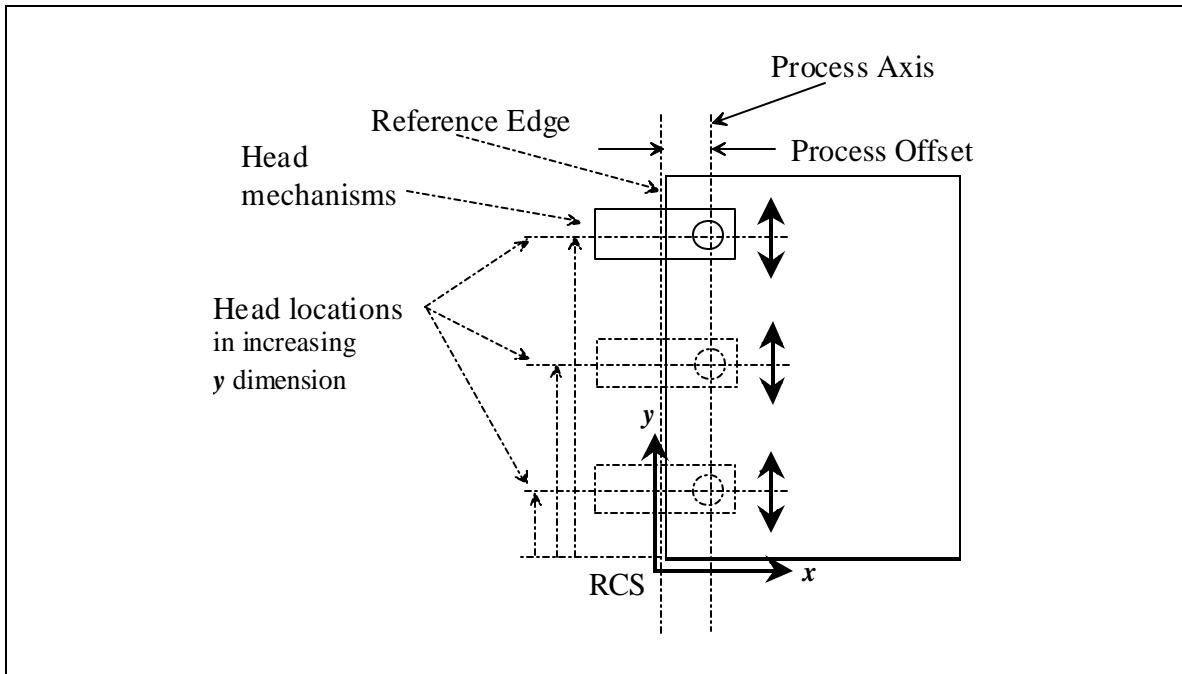 Process Axis
Reference Edge
Process Offset
Head
mechanisms
Head locations
in increasing
y dimension
y
RCS
x